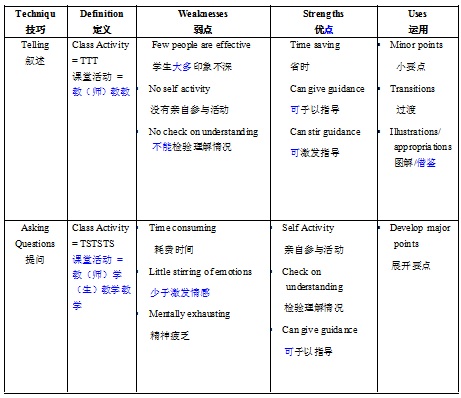 Techniqu
技巧
Definition
定义
Weaknesses
弱点
Strengths
优点
Uses
运用
Telling
叙述
Class Activity
= TTT
课堂活动 =
教（师）教教
Few people are effective
学生大多印象不深
• No self activity
没有亲自参与活动
• No check on understanding
不能检验理解情况
Time saving
省时
Can give guidance
可予以指导
Can stir guidance
可激发指导
• Minor points
小要点
• Transitions
过渡
• Illustrations/
appropriations
图解/借鉴
Asking
Questions
提问
Class Activity
= TSTSTS
课堂活动 =
教（师）学
（生）教学教
学
• Time consuming
耗费时间
• Little stirring of emotions
少于激发情感
• Mentally exhausting
精神疲乏
• Self Activity
亲自参与活动
• Check on
understanding
检验理解情况
• Can give guidance
可予以指导
• Develop major
points
展开要点